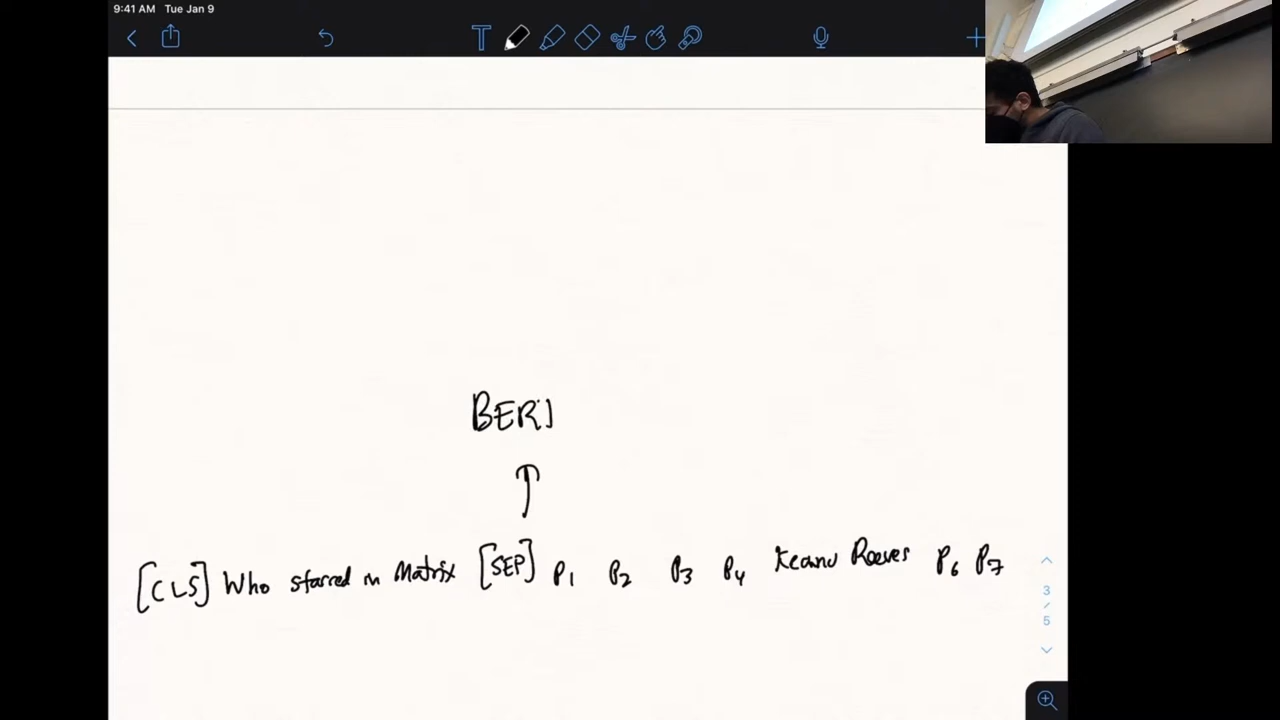 9:41 AM Tue Jan 9
T
BERT
[CLS] Who starred in Matrix [SEP] P1 P2 P3 P4 Keanu Reeves P6 P7
3
/
5